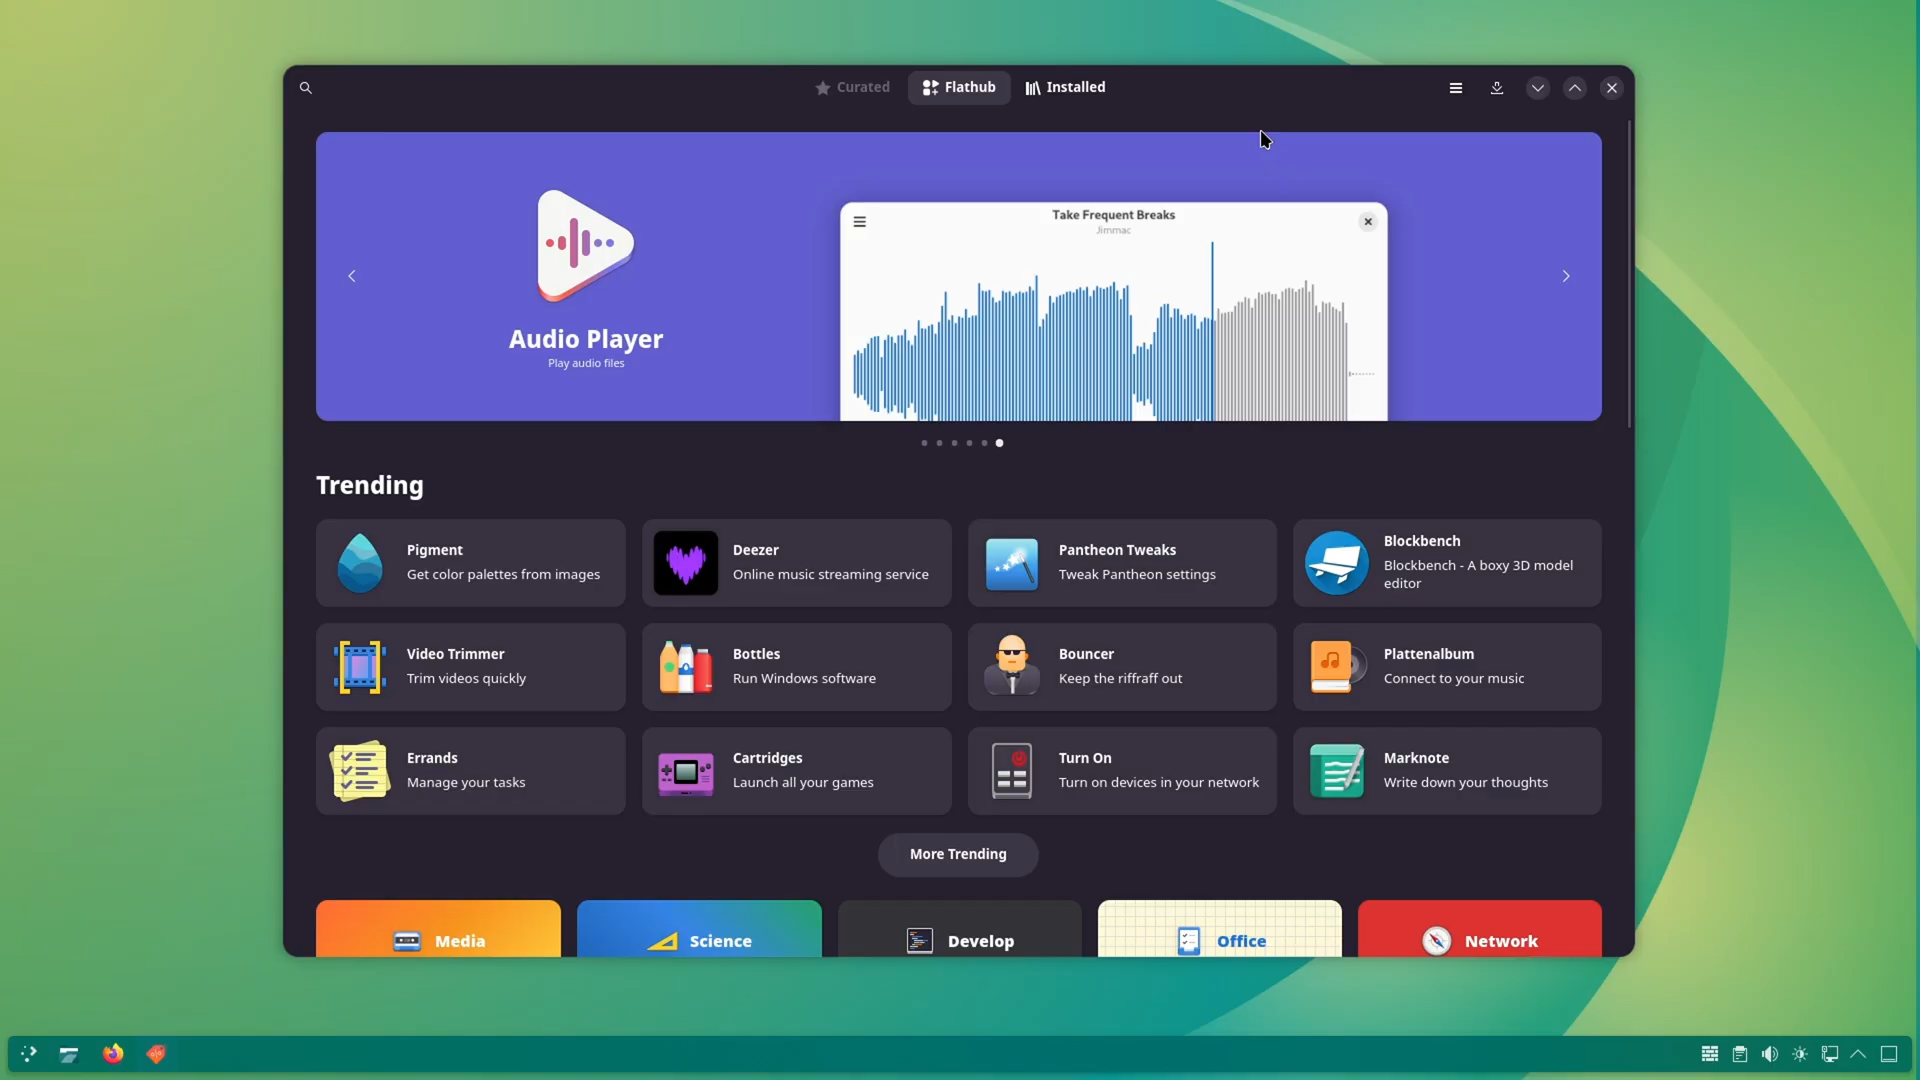 Curated
Flathub
Installed
Take Frequent Breaks
Jimmac
Audio Player
Play audio files
Trending
Pigment
Get color palettes from images
Deezer
Online music streaming service
Pantheon Tweaks
Tweak Pantheon settings
Blockbench
Blockbench - A boxy 3D model
editor
Video Trimmer
Trim videos quickly
Bottles
Run Windows software
Bouncer
Keep the riffraff out
Plattenalbum
Connect to your music
Errands
Manage your tasks
Cartridges
Launch all your games
Turn On
Turn on devices in your network
Marknote
Write down your thoughts
More Trending
Media
Science
Develop
Office
Network